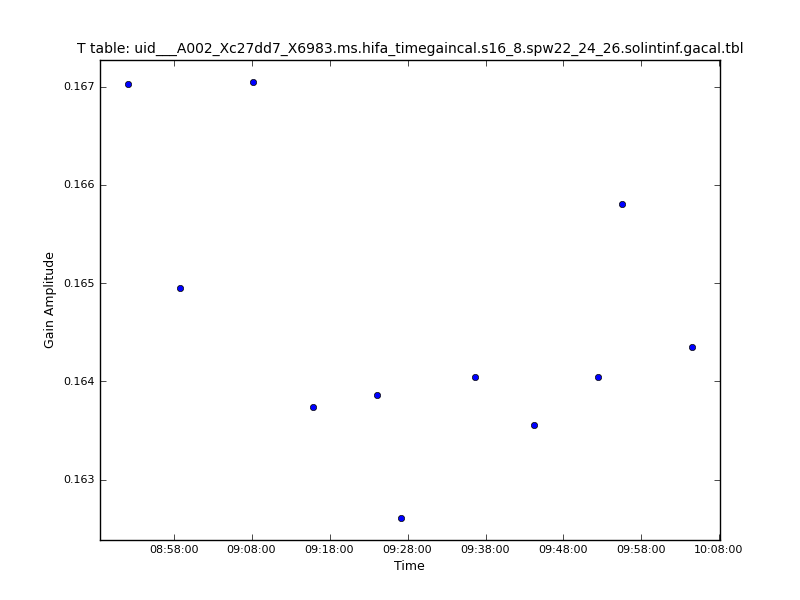 T table: uid___A002_Xc27dd7_X6983.ms.hifa_timegaincal.s16_8.spw22_24_26.solintinf.gacal.tbl
0.167
0.166
0.165
0.164
0.163
Gain Amplitude
08:58:00 09:08:00 09:18:00 09:28:00 09:38:00 09:48:00 09:58:00 10:08:00
Time